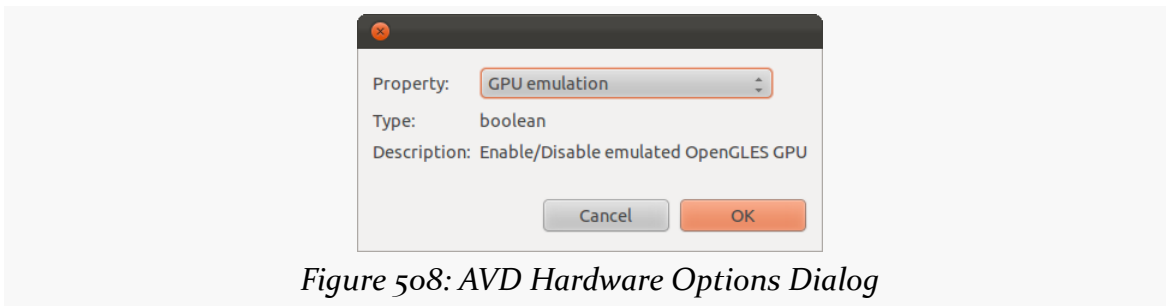 Property: GPU emulation
Type: boolean
Description: Enable/Disable emulated OpenGLES GPU
Cancel OK
Figure 508: AVD Hardware Options Dialog